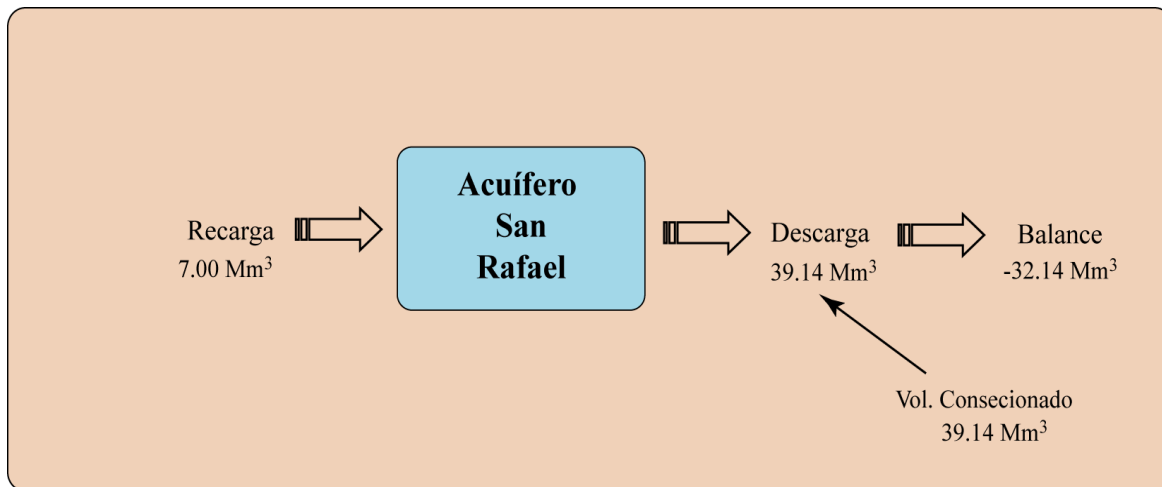 Acuífero
San
Rafael
Recarga
7.00 Mm³
Descarga
39.14 Mm³
Balance
-32.14 Mm³
Vol. Consecionado
39.14 Mm³